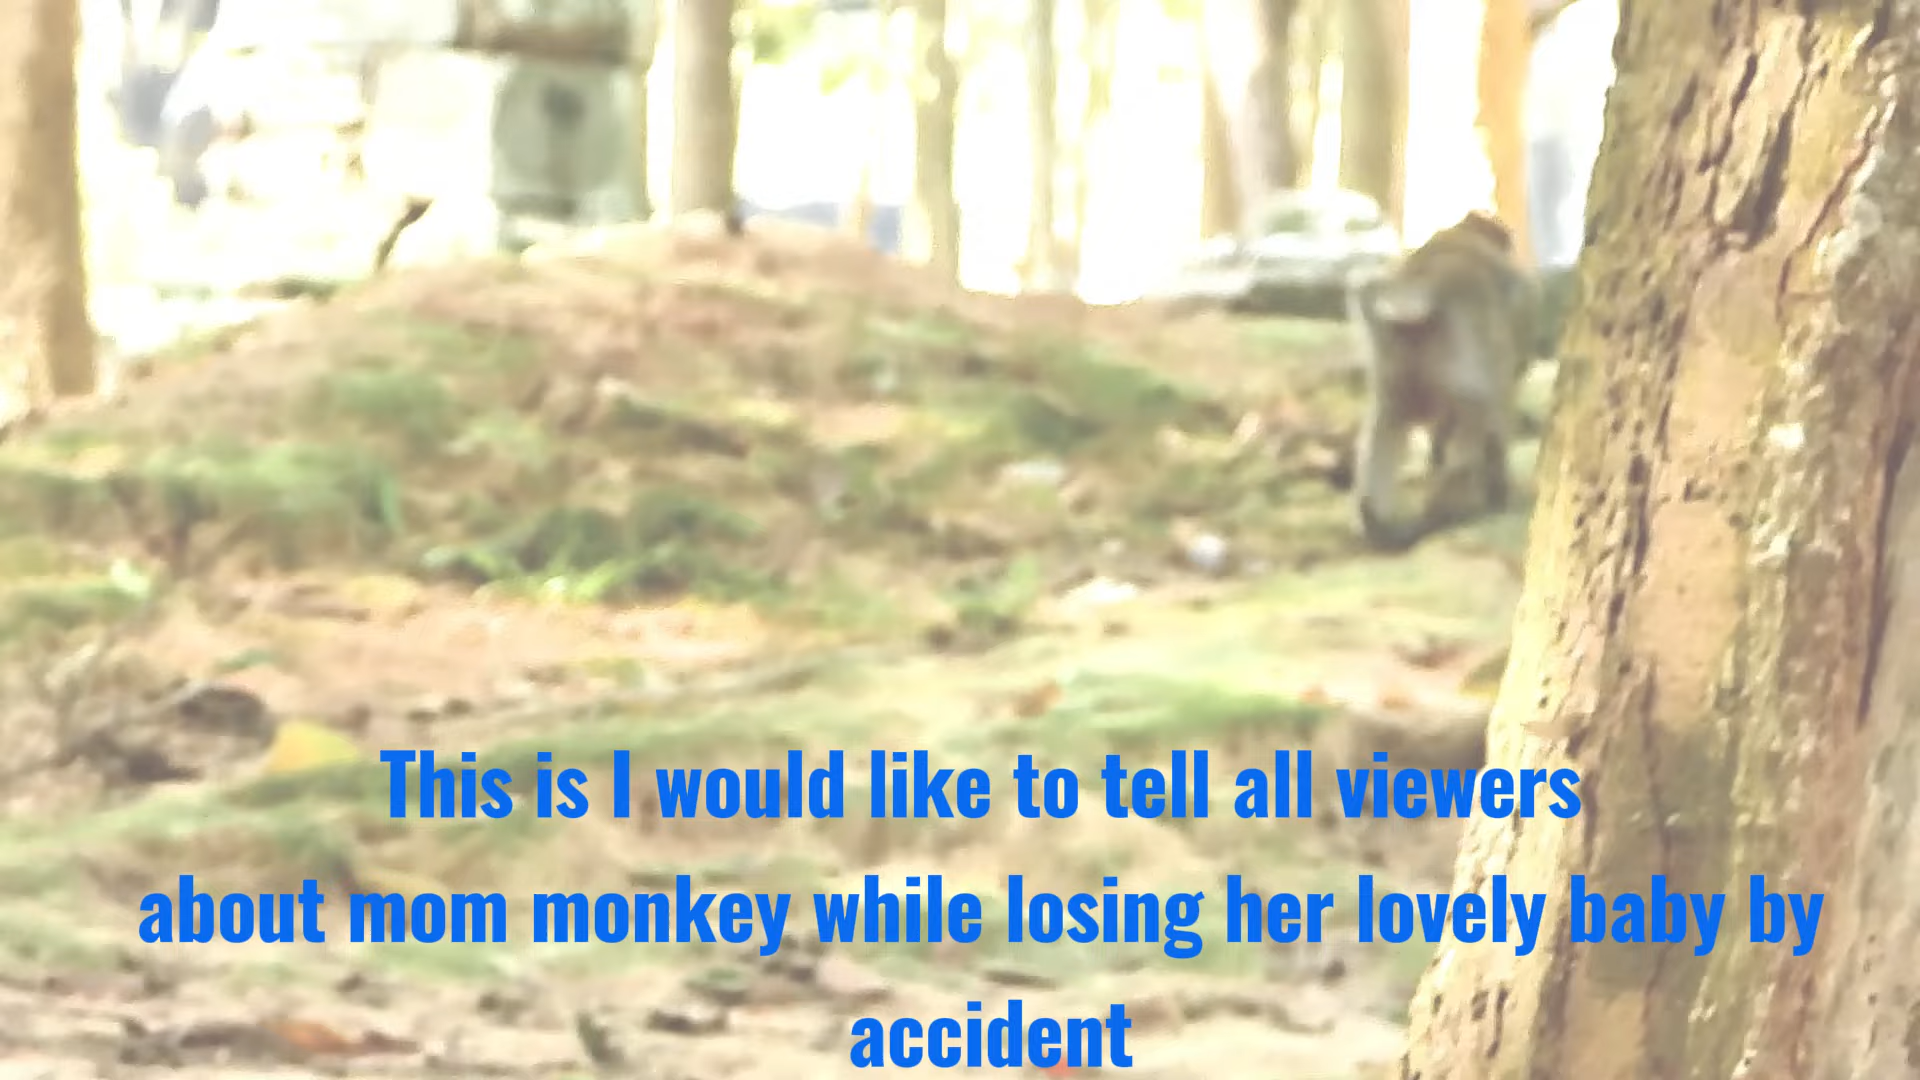 This is I would like to tell all viewers
about mom monkey while losing her lovely baby by
accident